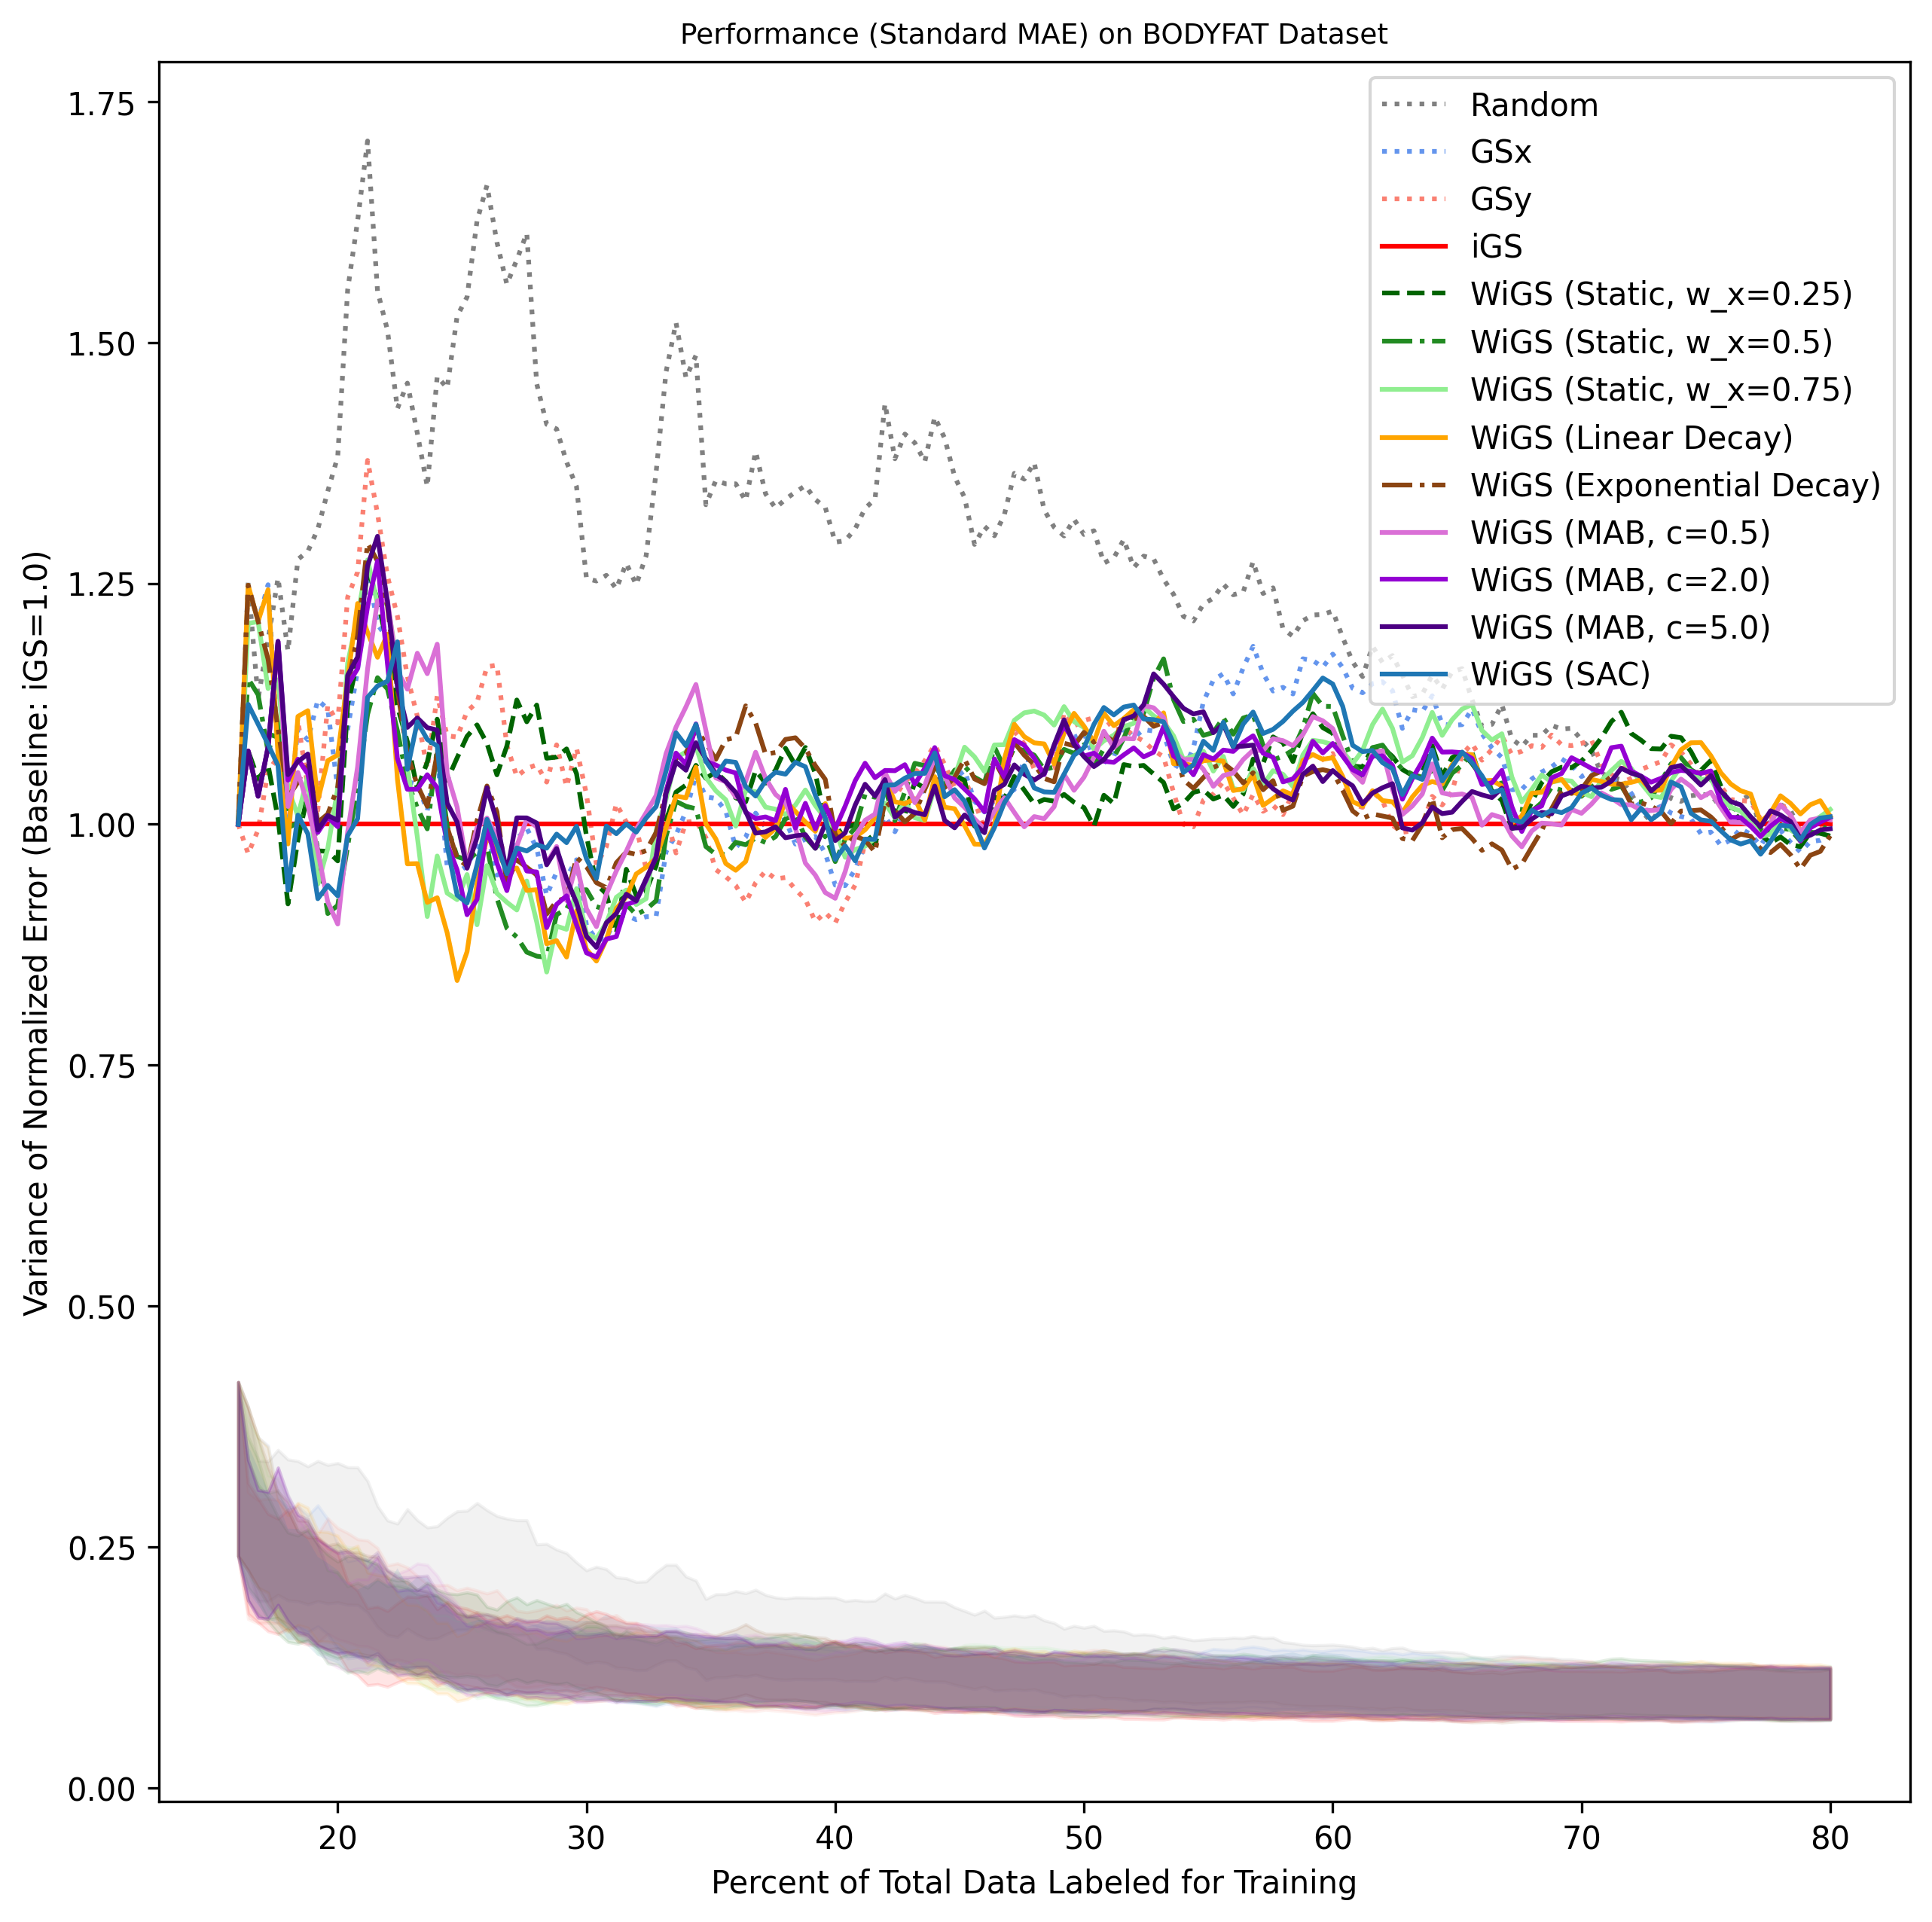 Performance (Standard MAE) on BODYFAT Dataset
Variance of Normalized Error (Baseline: iGS=1.0)
1.75
1.50
1.25
1.00
0.75
0.50
0.25
0.00
Random
GSx
GSy
iGS
WiGS (Static, w_x=0.25)
WiGS (Static, w_x=0.5)
WiGS (Static, w_x=0.75)
WiGS (Linear Decay)
WiGS (Exponential Decay)
WiGS (MAB, c=0.5)
WiGS (MAB, c=2.0)
WiGS (MAB, c=5.0)
WiGS (SAC)
20 30 40 50 60 70 80
Percent of Total Data Labeled for Training